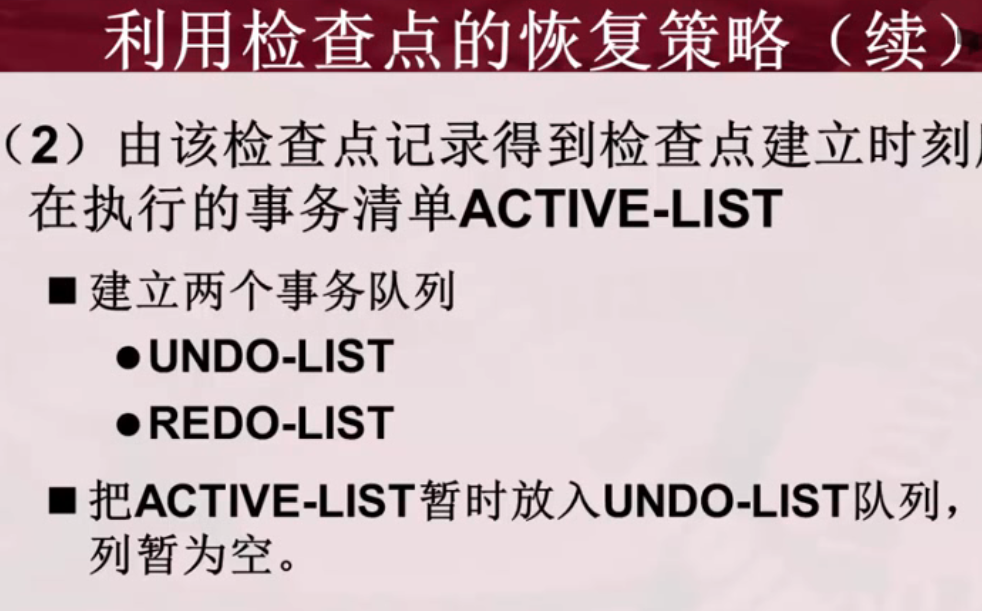 利用检查点的恢复策略（续）
（2）由该检查点记录得到检查点建立时刻
在执行的事务清单ACTIVE-LIST
■ 建立两个事务队列
● UNDO-LIST
● REDO-LIST
■ 把ACTIVE-LIST暂时放入UNDO-LIST队列，
列暂为空。